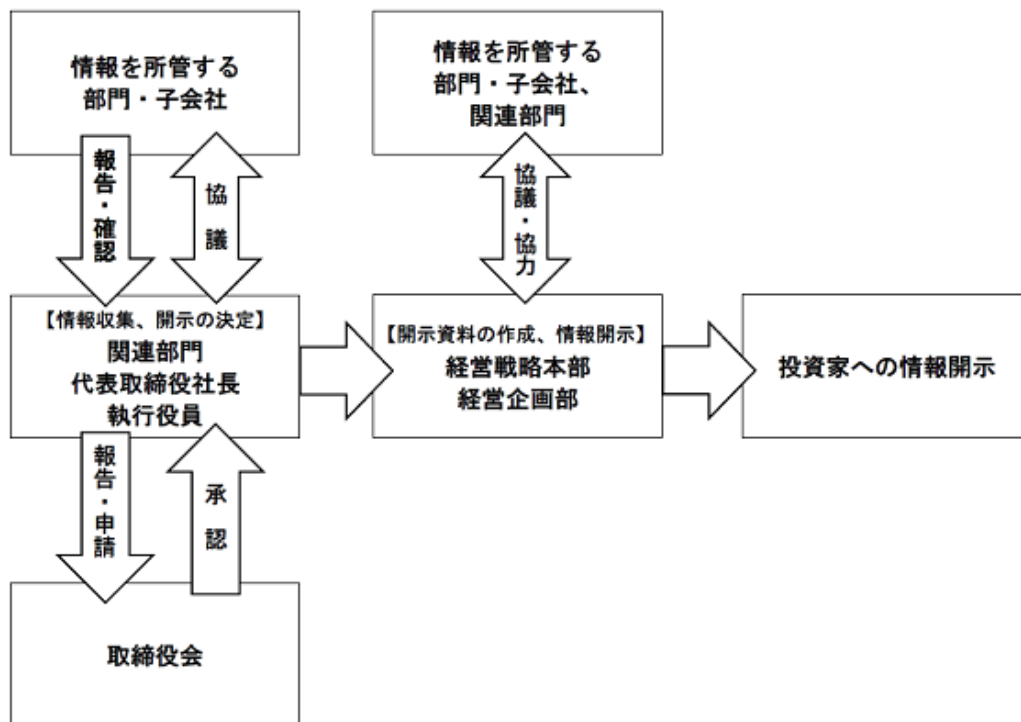 情報を所管する
部門・子会社
情報を所管する
部門・子会社、
関連部門
報告・確認
協議
協議・協力
【情報収集、開示の決定】
関連部門
代表取締役社長
執行役員
【開示資料の作成、情報開示】
経営戦略本部
経営企画部
投資家への情報開示
報告・申請
承認
取締役会